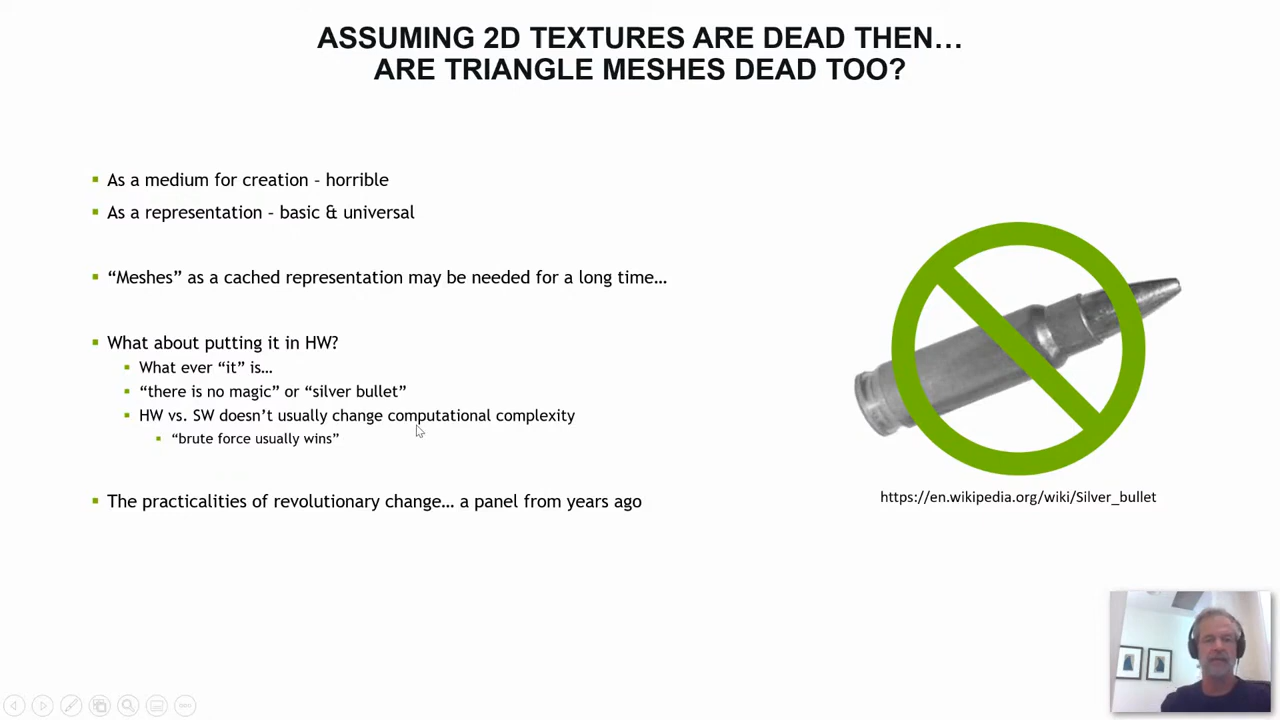 ASSUMING 2D TEXTURES ARE DEAD THEN…
ARE TRIANGLE MESHES DEAD TOO?
As a medium for creation – horrible
As a representation – basic & universal
“Meshes” as a cached representation may be needed for a long time…
What about putting it in HW?
What ever “it” is…
“there is no magic” or “silver bullet”
HW vs. SW doesn’t usually change computational complexity
“brute force usually wins”
The practicalities of revolutionary change… a panel from years ago
https://en.wikipedia.org/wiki/Silver_bullet